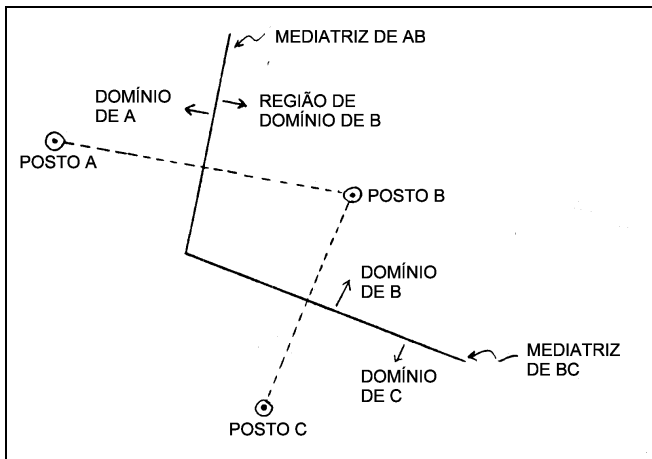 MEDIATRIZ DE AB
DOMÍNIO
DE A
REGIÃO DE
DOMÍNIO DE B
POSTO A
POSTO B
DOMÍNIO
DE B
MEDIATRIZ
DE BC
DOMÍNIO
DE C
POSTO C